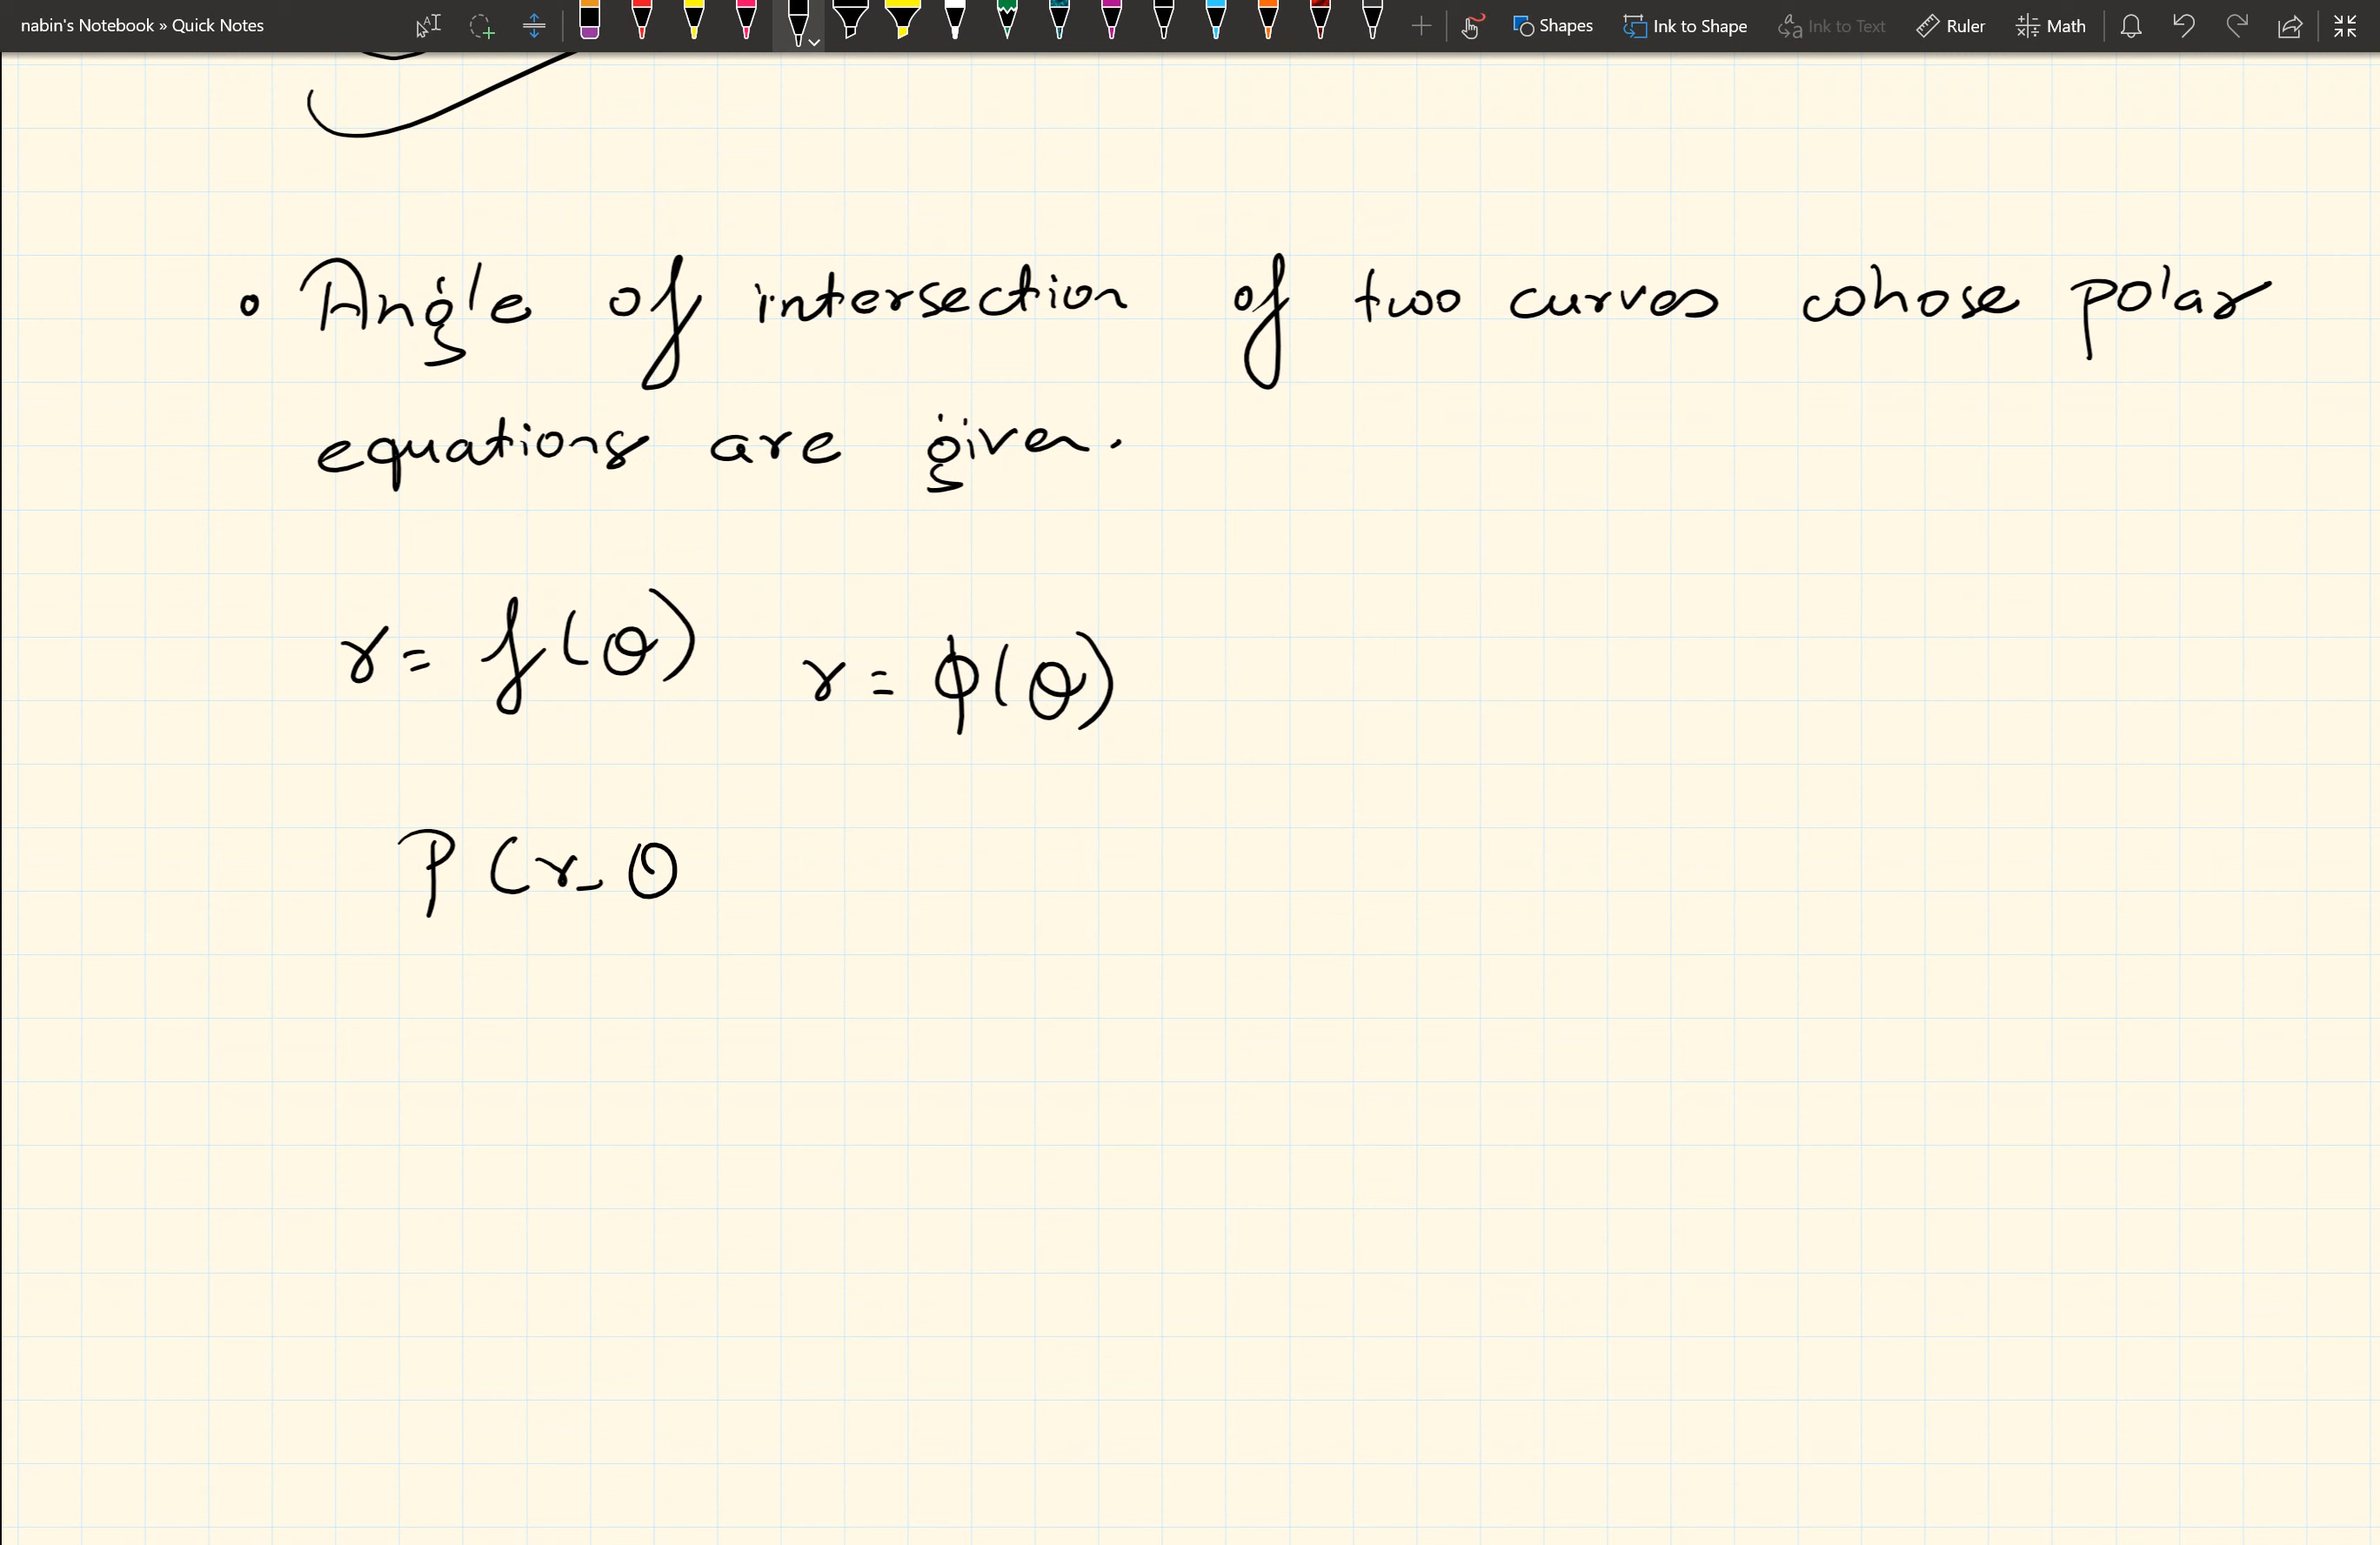 nabin's Notebook » Quick Notes
Shapes Ink to Shape Ink to Text Ruler Math
• Angle of intersection of two curves whose polar
equations are given.
r = f(θ) r = φ(θ)
P(r, θ